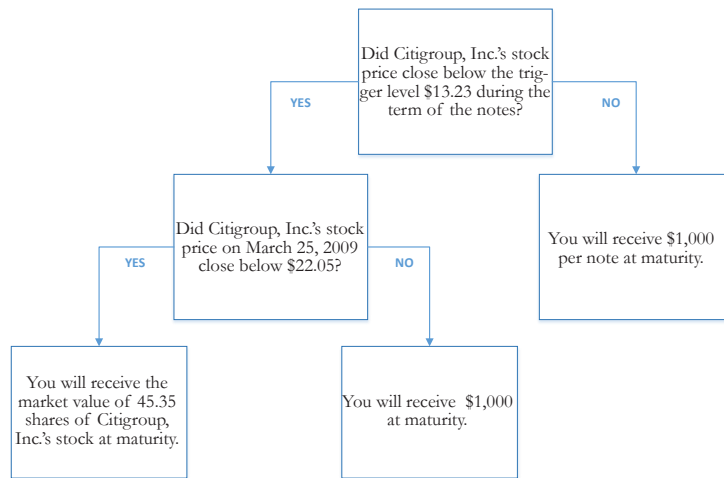 Did Citigroup, Inc.'s stock
price close below the trig-
ger level $13.23 during the
term of the notes?
YES
NO
Did Citigroup, Inc.'s stock
price on March 25, 2009
close below $22.05?
You will receive $1,000
per note at maturity.
YES
NO
You will receive the
market value of 45.35
shares of Citigroup,
Inc.'s stock at maturity.
You will receive $1,000
at maturity.